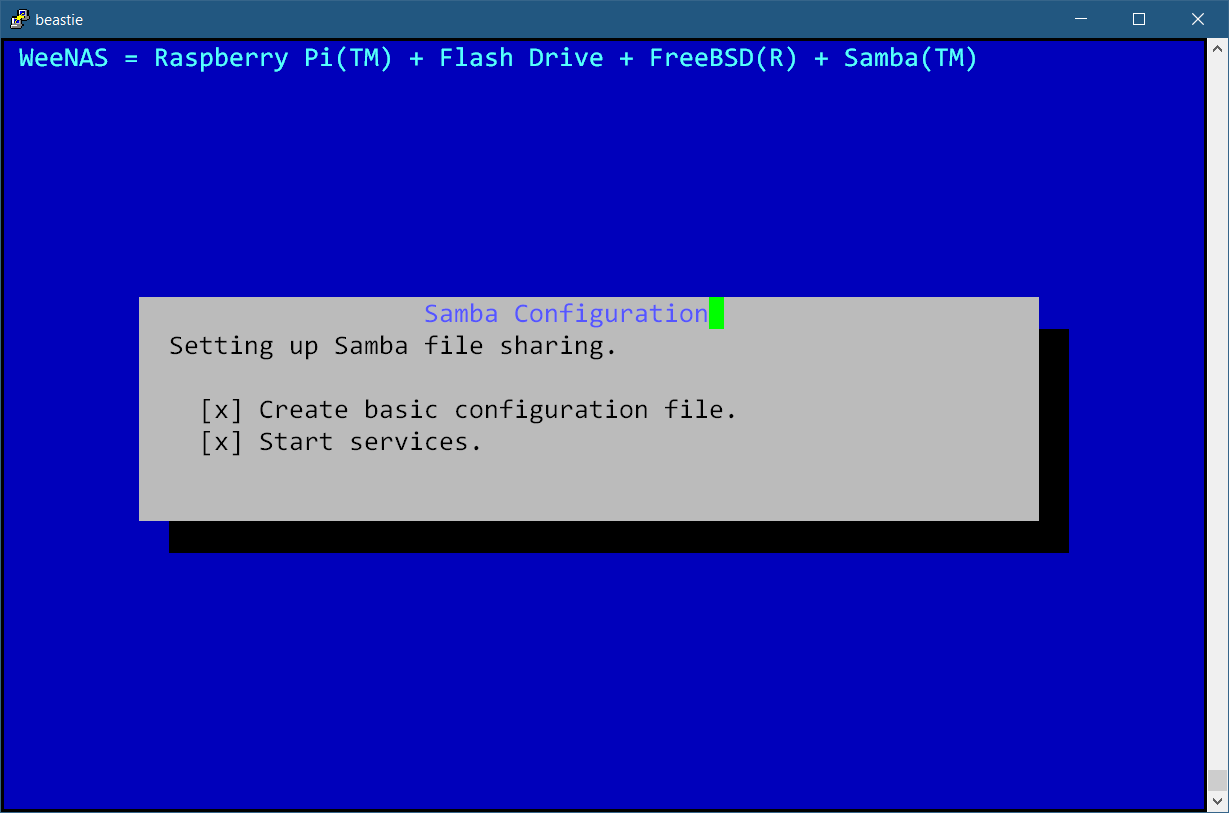 beastie
WeeNAS = Raspberry Pi(TM) + Flash Drive + FreeBSD(R) + Samba(TM)
Samba Configuration
Setting up Samba file sharing.
[x] Create basic configuration file.
[x] Start services.